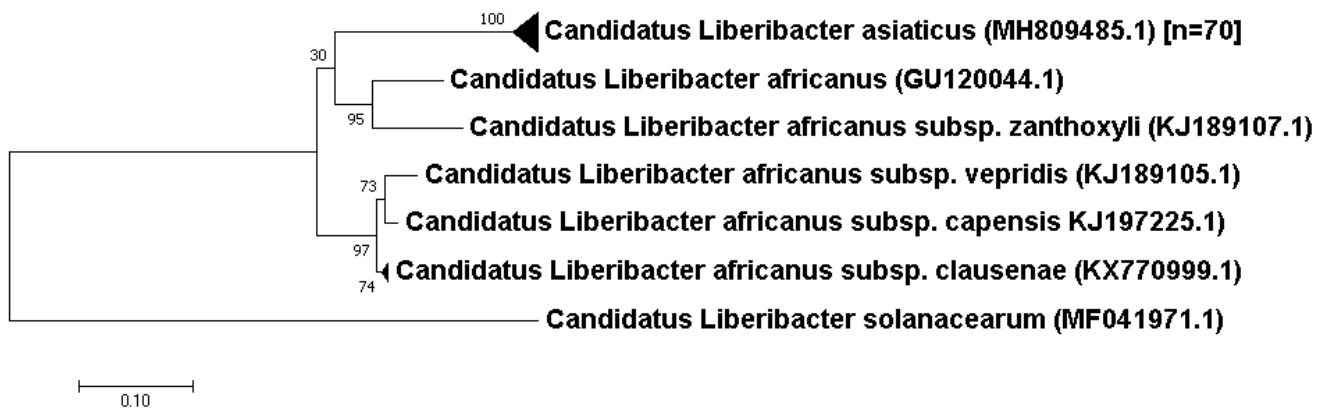 100
Candidatus Liberibacter asiaticus (MH809485.1) [n=70]
30
Candidatus Liberibacter africanus (GU120044.1)
95
Candidatus Liberibacter africanus subsp. zanthoxyli (KJ189107.1)
73
Candidatus Liberibacter africanus subsp. vepridis (KJ189105.1)
Candidatus Liberibacter africanus subsp. capensis KJ197225.1)
97
Candidatus Liberibacter africanus subsp. clausenae (KX770999.1)
74
Candidatus Liberibacter solanacearum (MF041971.1)
0.10